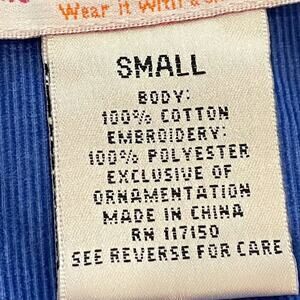 Wear it with a
SMALL
BODY:
100% COTTON
EMBROIDERY:
100% POLYESTER
EXCLUSIVE OF
ORNAMENTATION
MADE IN CHINA
RN 117150
SEE REVERSE FOR CARE